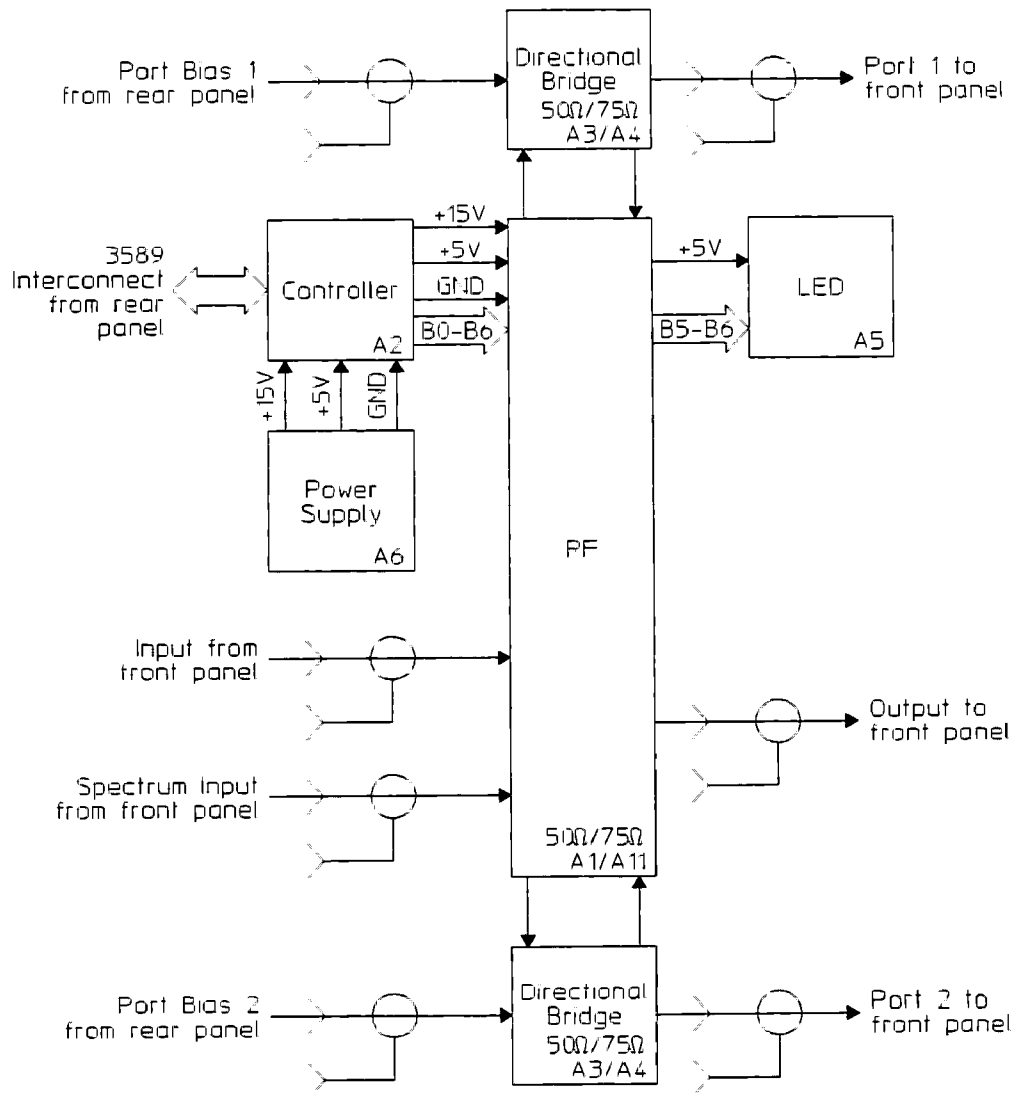 Port Bias 1
from rear panel
Directional
Bridge
50Ω/75Ω
A3/A4
Port 1 to
front panel
3589
Interconnect
from rear
panel
Controller
A2
+15V
+5V
GND
B0-B6
+5V
B5-B6
LED
A5
+15V
+5V
GND
Power
Supply
A6
RF
Input from
front panel
Output to
front panel
Spectrum Input
from front panel
50Ω/75Ω
A1/A11
Port Bias 2
from rear panel
Directional
Bridge
50Ω/75Ω
A3/A4
Port 2 to
front panel